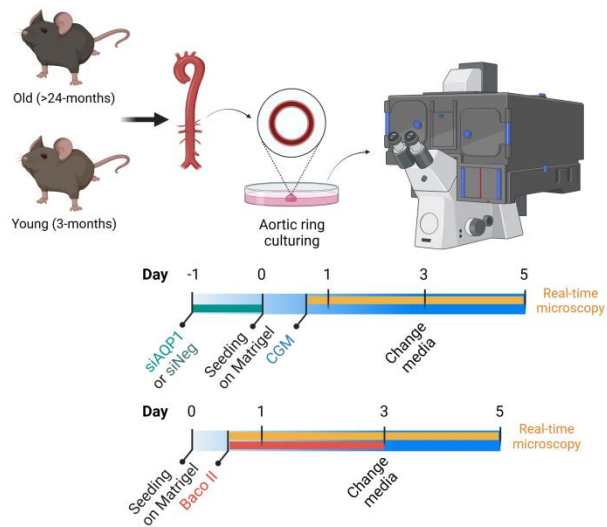 Old (>24-months)
Young (3-months)
Aortic ring
culturing
Day -1 0 1 3 5
Real-time
microscopy
siAQP1
or siNeg
Seeding
on Matrigel
CGM
Change
media
Day 0 1 3 5
Real-time
microscopy
Seeding
on Matrigel
Baco II
Change
media